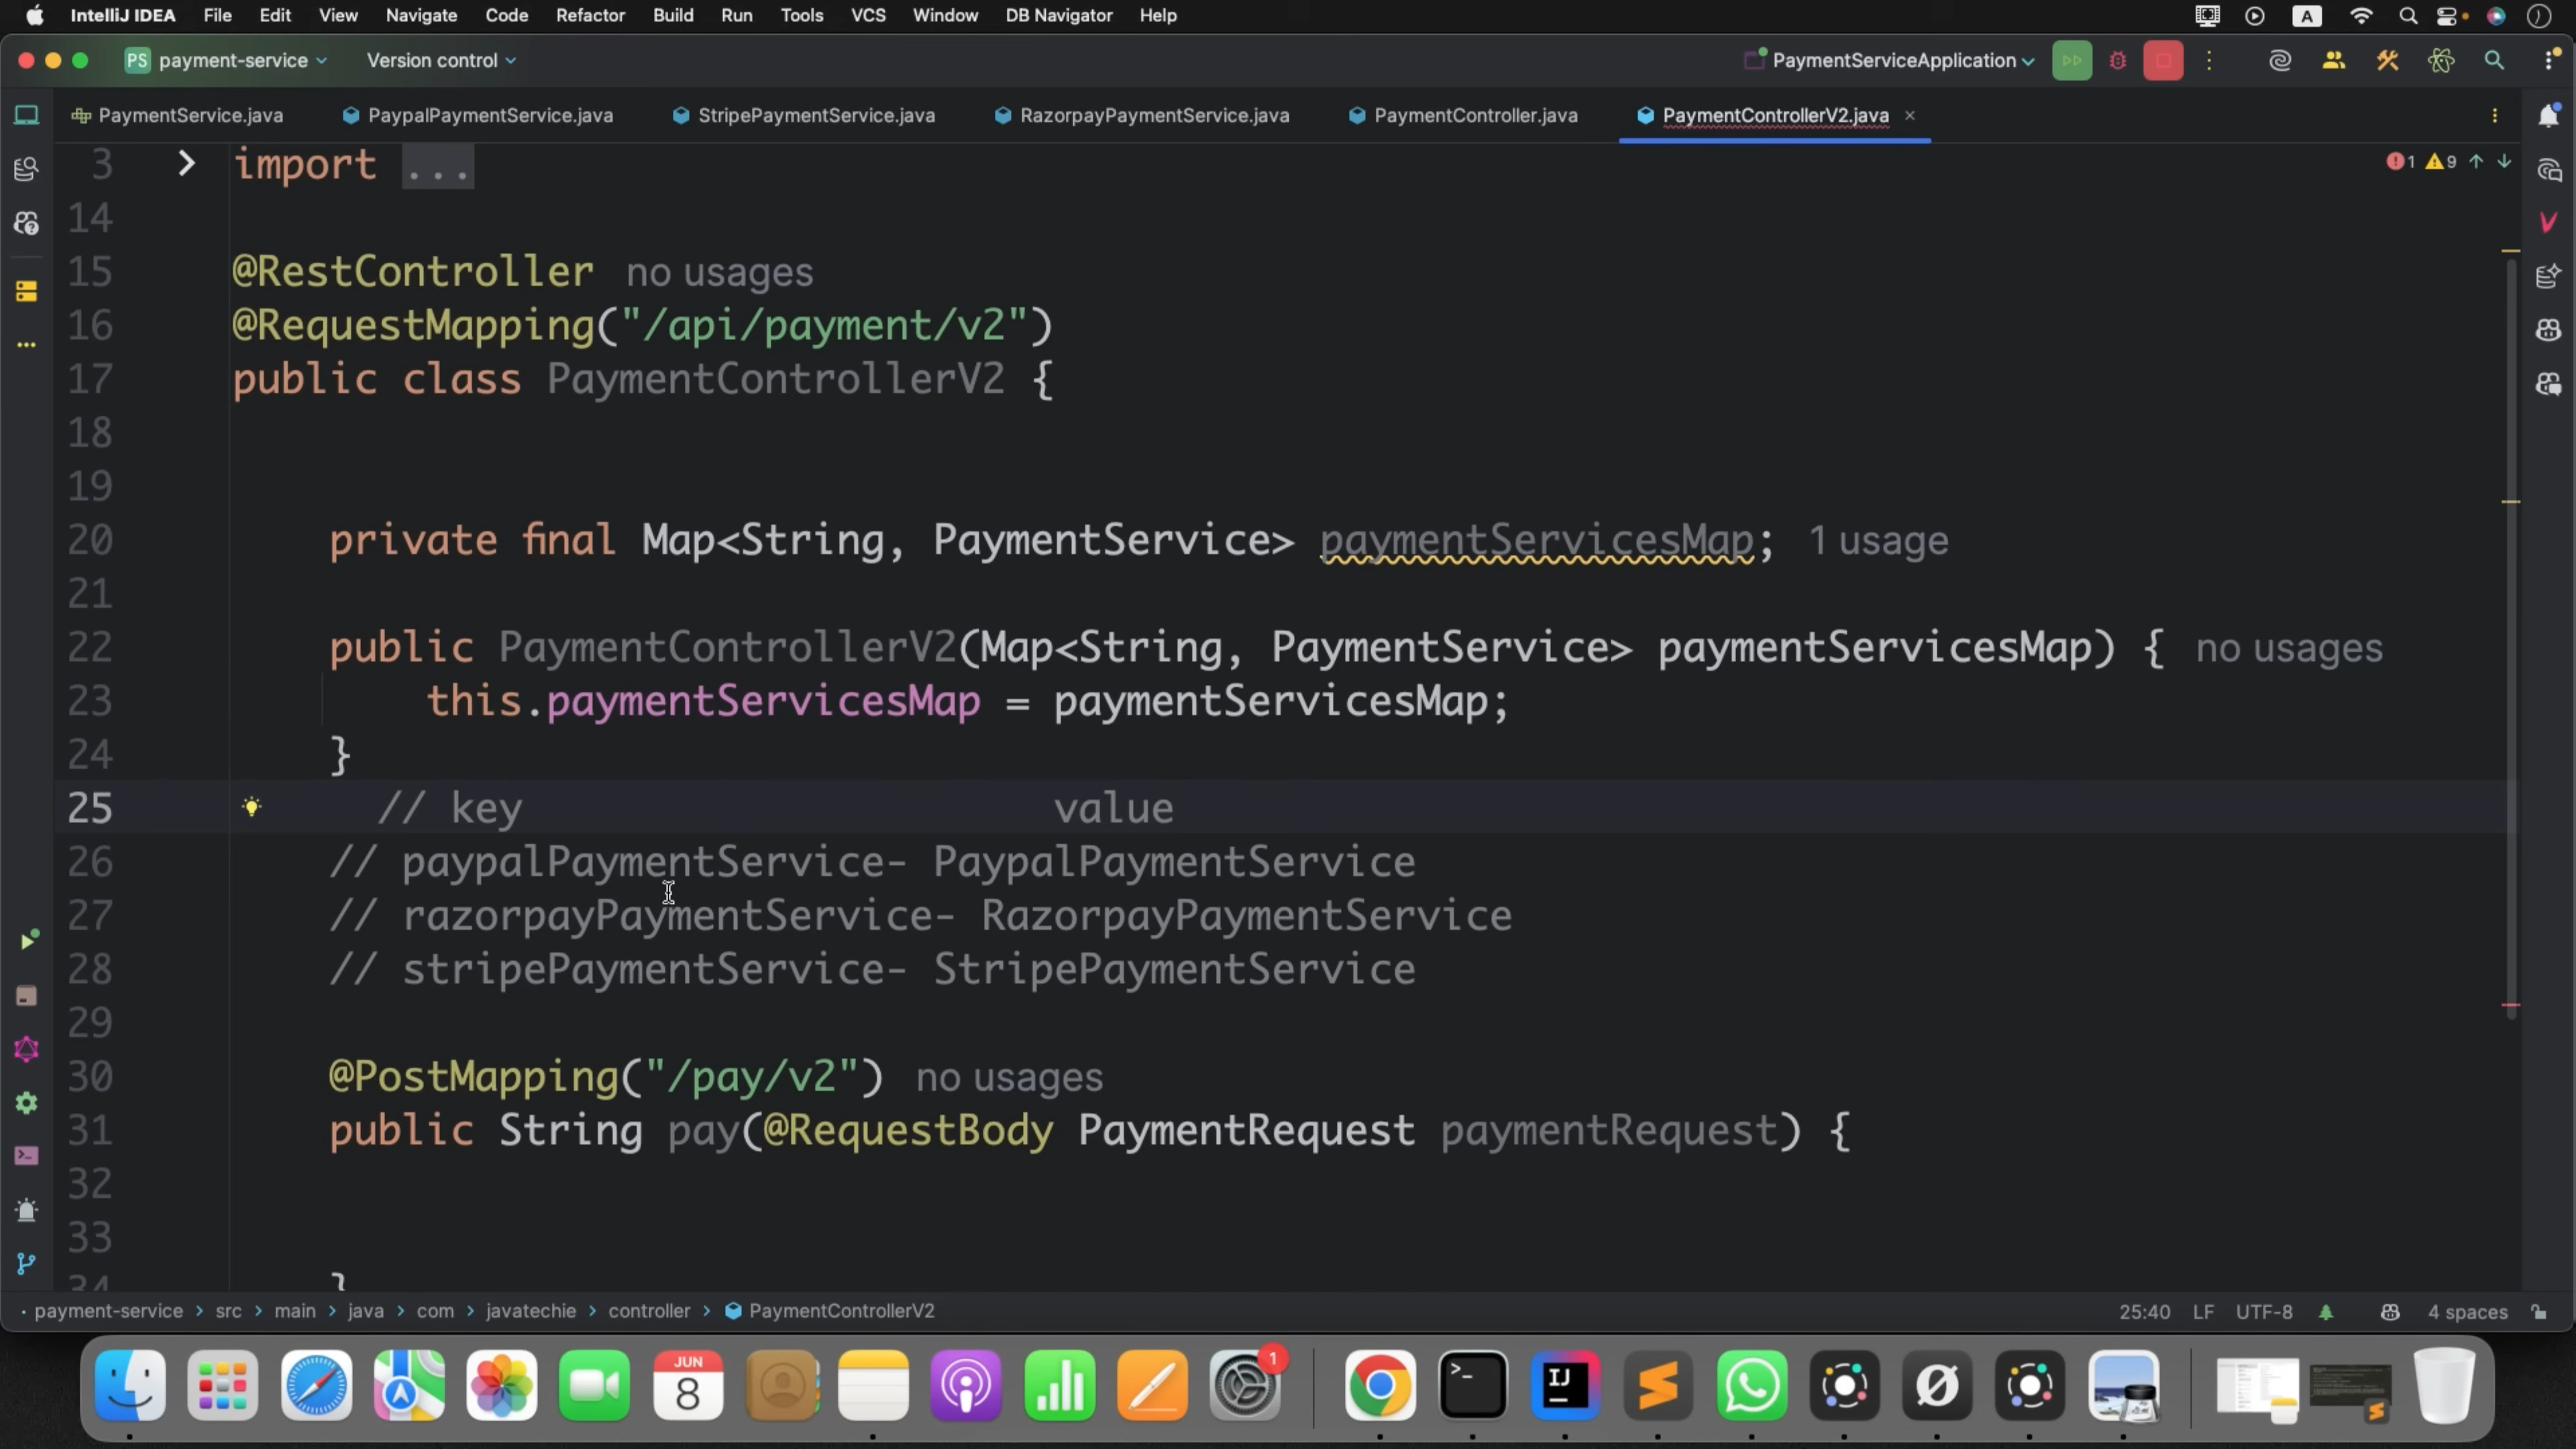 IntelliJ IDEA File Edit View Navigate Code Refactor Build Run Tools VCS Window DB Navigator Help A
PS payment-service Version control PaymentServiceApplication
PaymentService.java PaypalPaymentService.java StripePaymentService.java RazorpayPaymentService.java PaymentController.java PaymentControllerV2.java
3 import ... 1 9
14
15 @RestController no usages
16 @RequestMapping("/api/payment/v2")
17 public class PaymentControllerV2 {
18
19
20 private final Map<String, PaymentService> paymentServicesMap; 1 usage
21
22 public PaymentControllerV2(Map<String, PaymentService> paymentServicesMap) { no usages
23 this.paymentServicesMap = paymentServicesMap;
24 }
25 // key value
26 // paypalPaymentService- PaypalPaymentService
27 // razorpayPaymentService- RazorpayPaymentService
28 // stripePaymentService- StripePaymentService
29
30 @PostMapping("/pay/v2") no usages
31 public String pay(@RequestBody PaymentRequest paymentRequest) {
32
33
34 }
payment-service > src > main > java > com > javatechie > controller > PaymentControllerV2 25:40 LF UTF-8 4 spaces
JUN
8
1
IJ